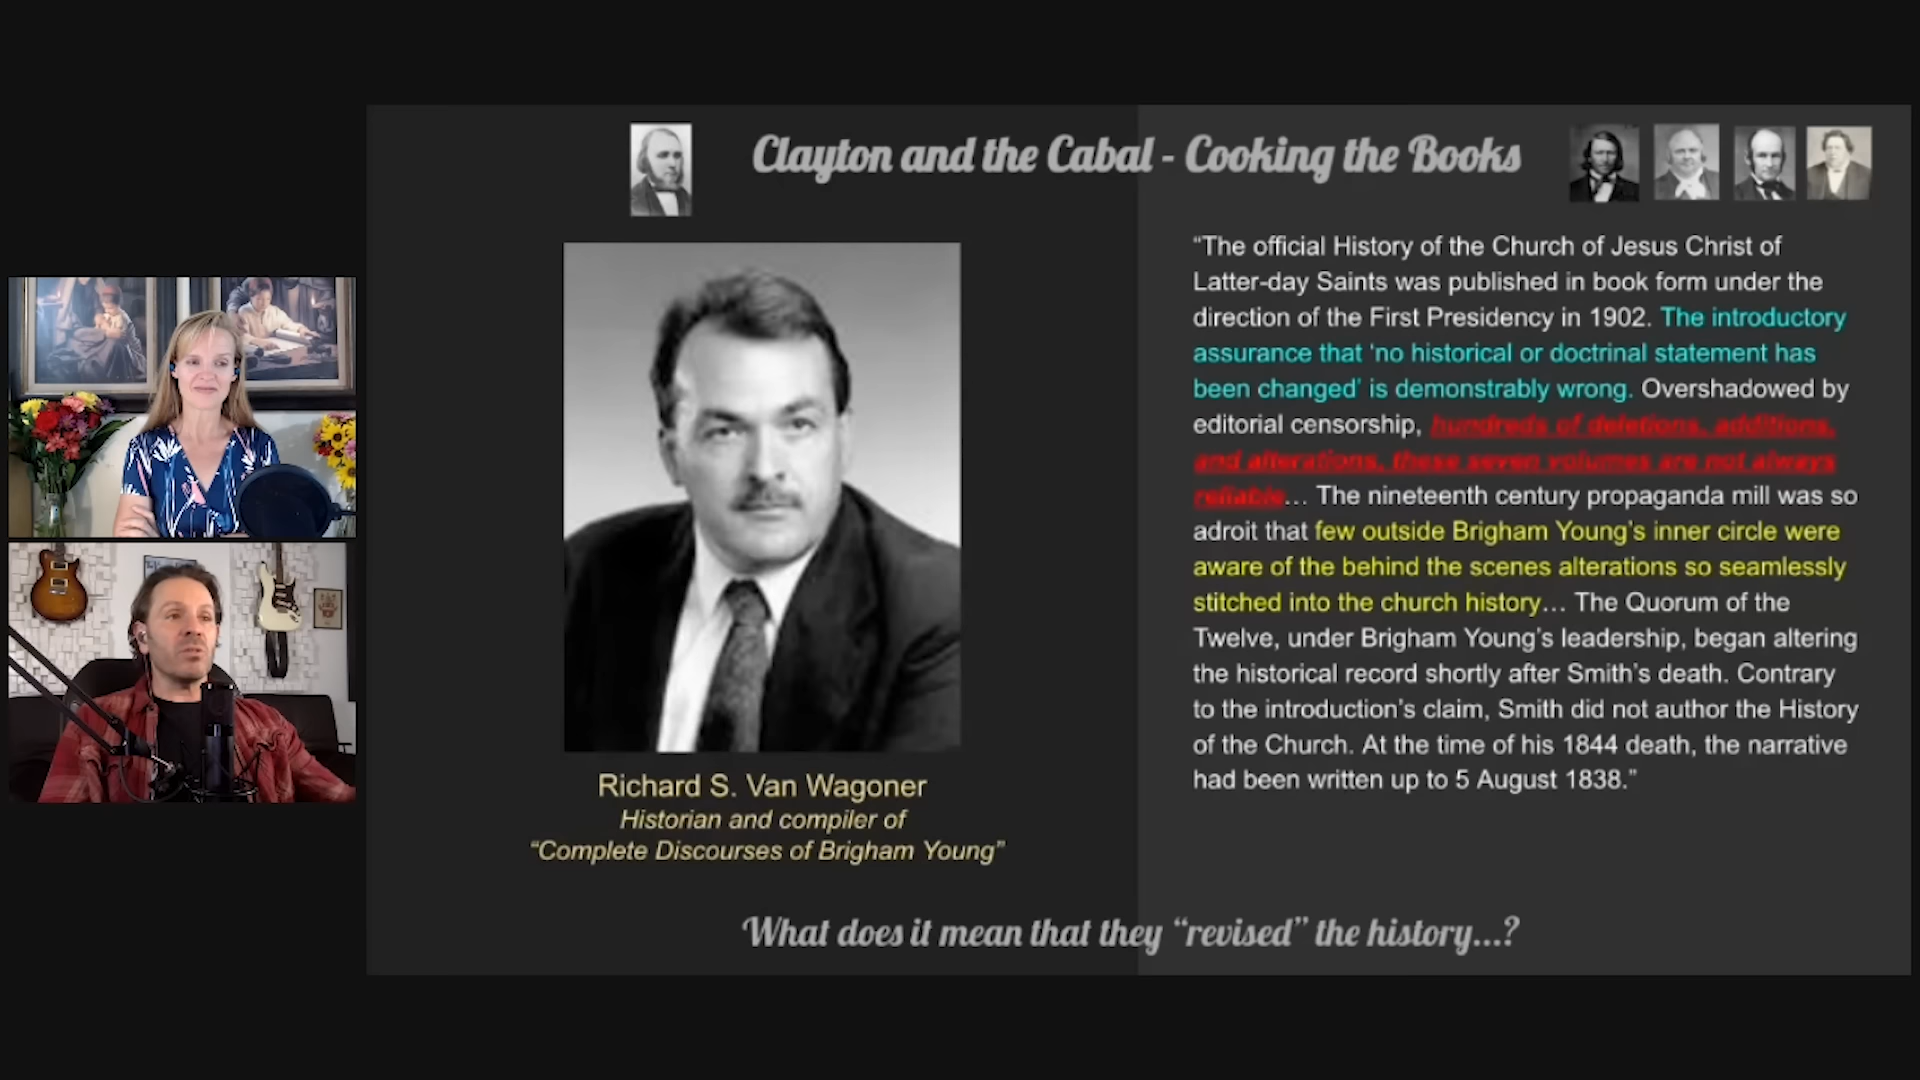 Clayton and the Cabal - Cooking the Books
“The official History of the Church of Jesus Christ of
Latter-day Saints was published in book form under the
direction of the First Presidency in 1902. The introductory
assurance that ‘no historical or doctrinal statement has
been changed’ is demonstrably wrong. Overshadowed by
editorial censorship, hundreds of deletions, additions,
and alterations, these seven volumes are not always
reliable… The nineteenth century propaganda mill was so
adroit that few outside Brigham Young’s inner circle were
aware of the behind the scenes alterations so seamlessly
stitched into the church history… The Quorum of the
Twelve, under Brigham Young’s leadership, began altering
the historical record shortly after Smith’s death. Contrary
to the introduction’s claim, Smith did not author the History
of the Church. At the time of his 1844 death, the narrative
had been written up to 5 August 1838.”
Richard S. Van Wagoner
Historian and compiler of
“Complete Discourses of Brigham Young”
What does it mean that they “revised” the history...?